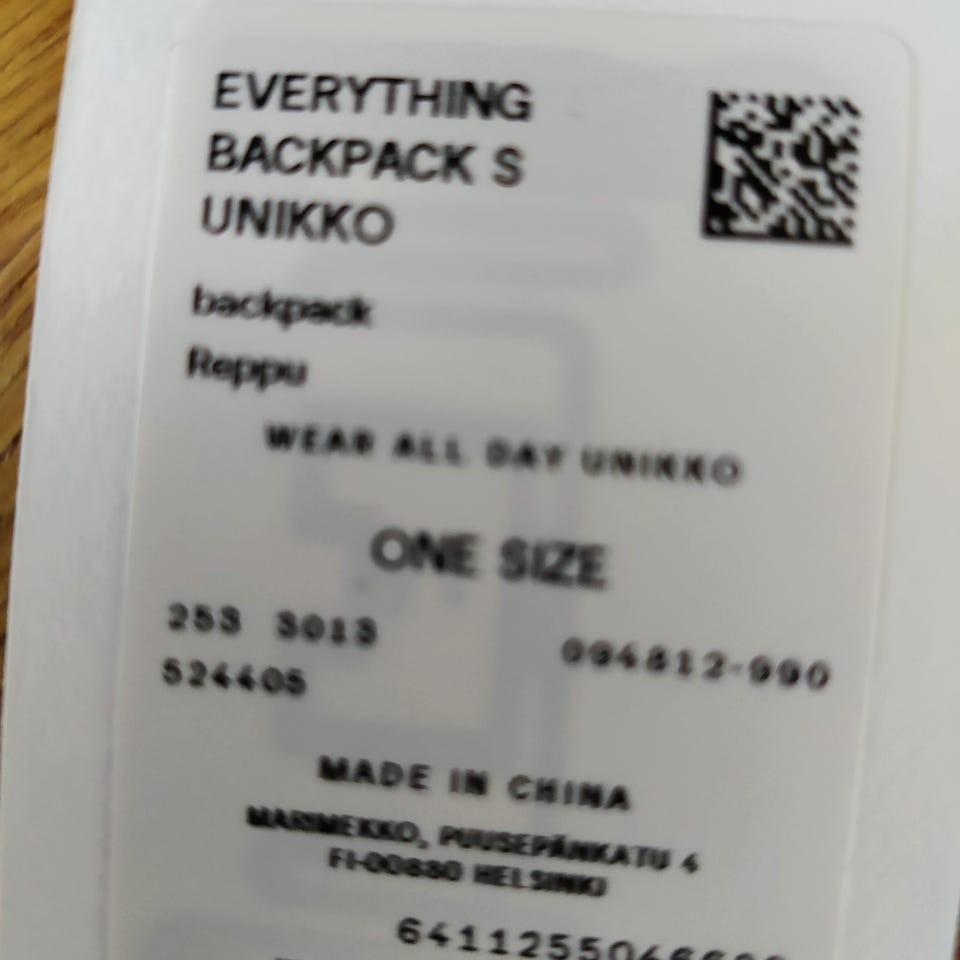 EVERYTHING
BACKPACK S
UNIKKO
backpack
Reppu
WEAR ALL DAY UNIKKO
ONE SIZE
253 3013
094812-990
524405
MADE IN CHINA
MARIMEKKO, PUUSEPÄNKATU 4
FI-00880 HELSINKI